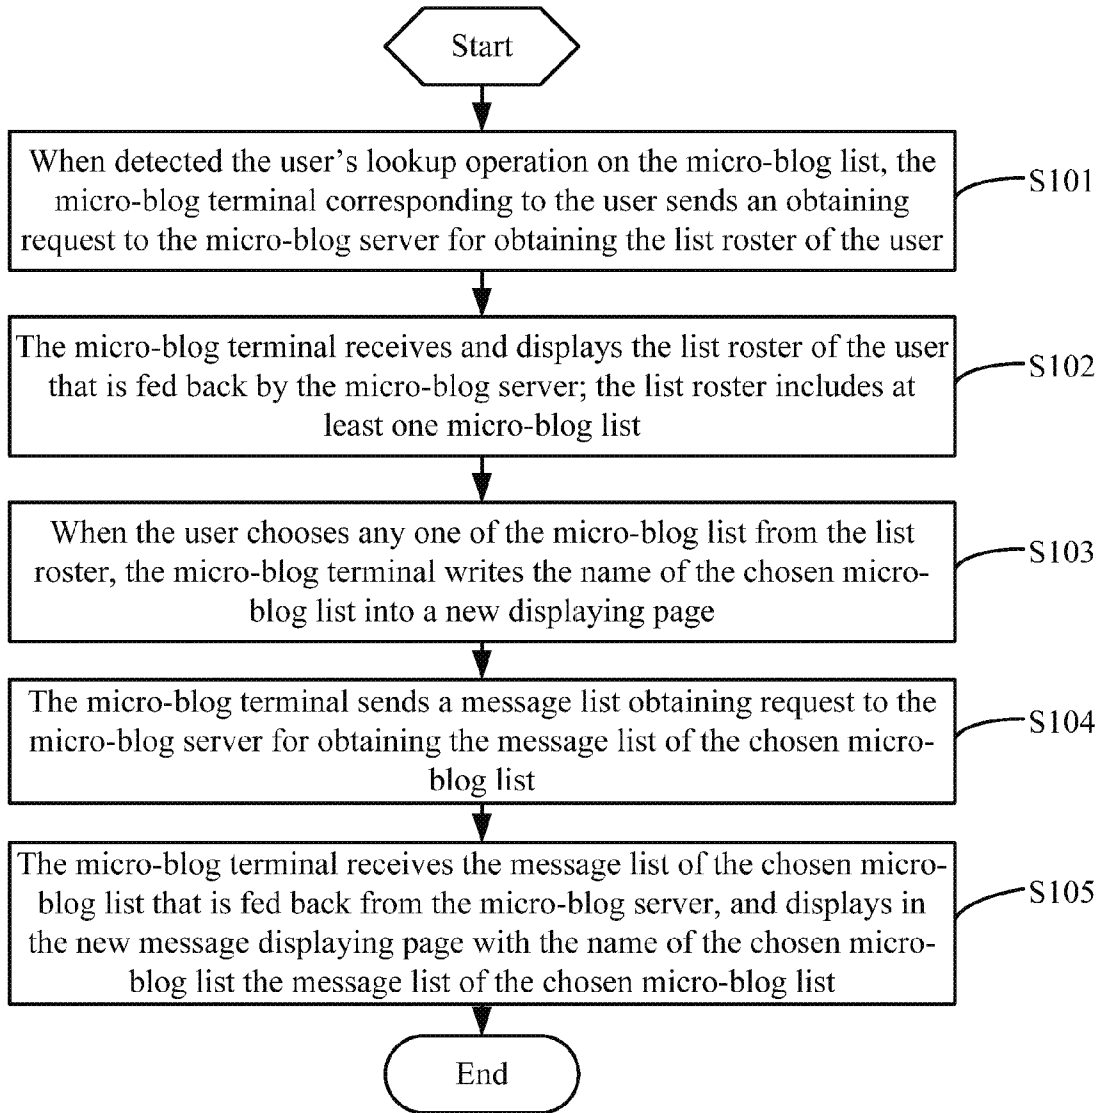 Start
When detected the user's lookup operation on the micro-blog list, the
micro-blog terminal corresponding to the user sends an obtaining
request to the micro-blog server for obtaining the list roster of the user
S101
The micro-blog terminal receives and displays the list roster of the user
that is fed back by the micro-blog server; the list roster includes at
least one micro-blog list
S102
When the user chooses any one of the micro-blog list from the list
roster, the micro-blog terminal writes the name of the chosen micro-
blog list into a new displaying page
S103
The micro-blog terminal sends a message list obtaining request to the
micro-blog server for obtaining the message list of the chosen micro-
blog list
S104
The micro-blog terminal receives the message list of the chosen micro-
blog list that is fed back from the micro-blog server, and displays in
the new message displaying page with the name of the chosen micro-
blog list the message list of the chosen micro-blog list
S105
End